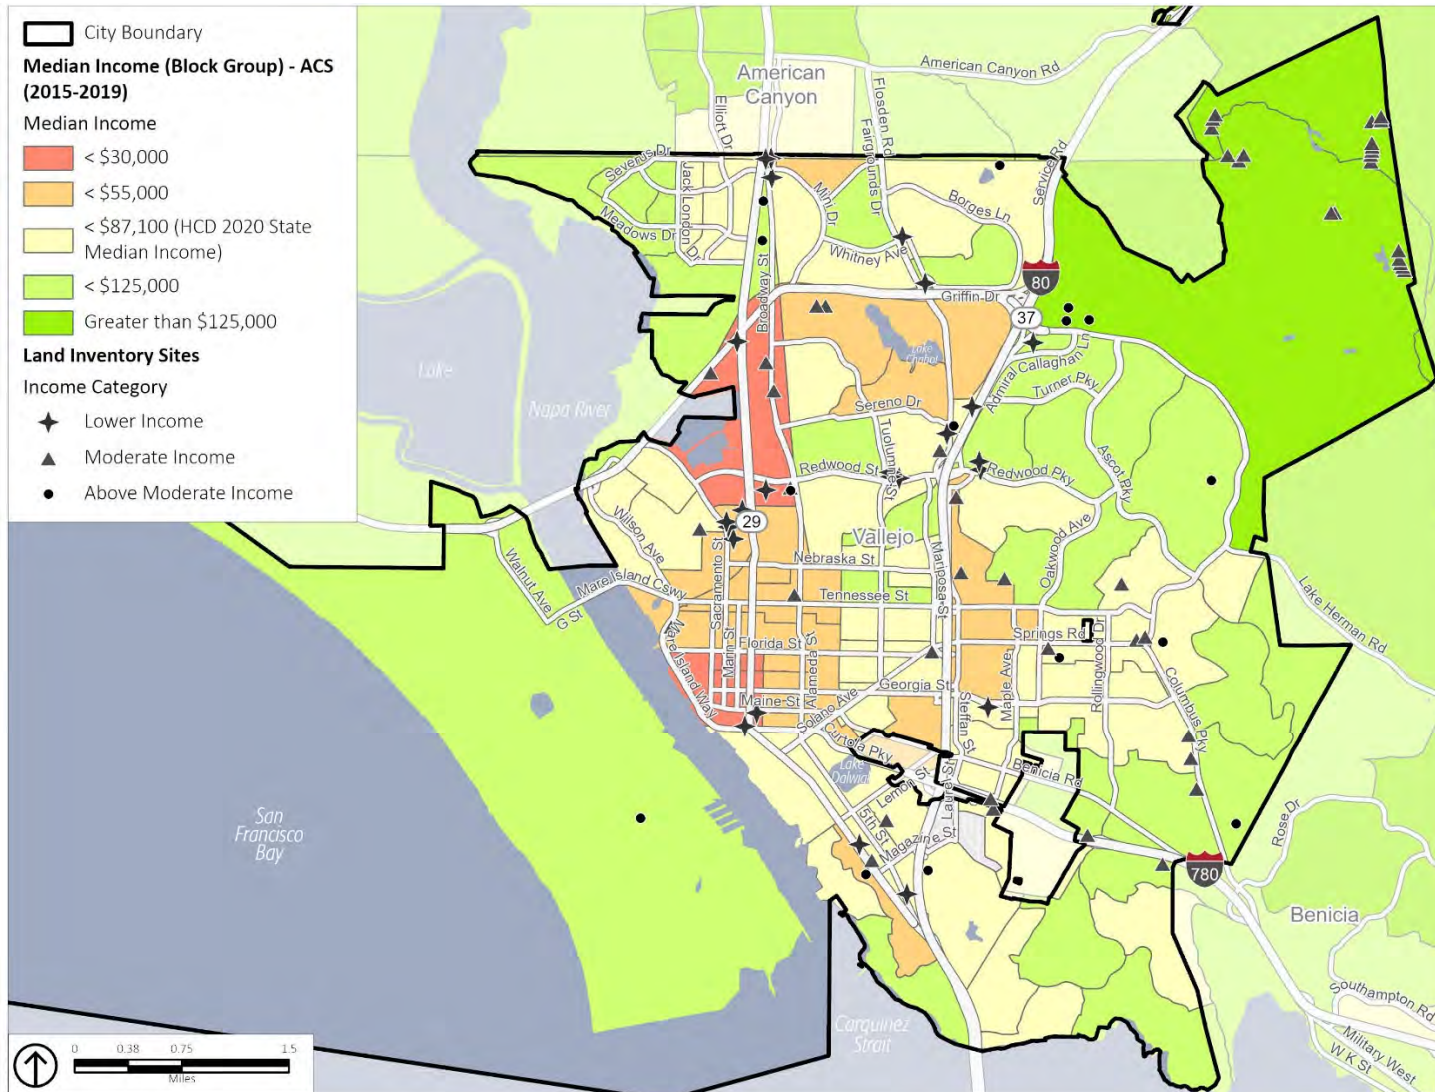 City Boundary
Median Income (Block Group) - ACS
(2015-2019)
Median Income
< $30,000
< $55,000
< $87,100 (HCD 2020 State
Median Income)
< $125,000
Greater than $125,000
Land Inventory Sites
Income Category
Lower Income
Moderate Income
Above Moderate Income
American
Canyon
American Canyon Rd
Elliott Dr
Flosden Rd
Fairgrounds Dr
Service Rd
Severus Dr
Jack London Dr
Meadows Dr
Mini Dr
Borges Ln
Whitney Ave
Broadway St
Griffin Dr
80
37
Lake
Chabot
Admiral Callaghan Ln
Turner Pky
Lake
Napa River
Sereno Dr
Tuolumne St
Ascot Pky
Redwood St
Redwood Pky
29
Vallejo
Wilson Ave
Sacramento St
Nebraska St
Mariposa St
Oakwood Ave
Walnut Ave
G St
Mare Island Cswy
Tennessee St
Lake Herman Rd
Mare Island Way
Marin St
Florida St
Alameda St
Springs Rd
Rollingwood Dr
Georgia St
Maple Ave
Maine St
Solano Ave
Steffan St
Columbus Pky
Curtola Pky
Lake
Dalwigk
Lemon St
Laurel St
Benicia Rd
5th St
Magazine St
Rose Dr
San
Francisco
Bay
780
Benicia
Southampton Rd
Carquinez
Strait
Military West
W K St
0 0.38 0.75 1.5
Miles